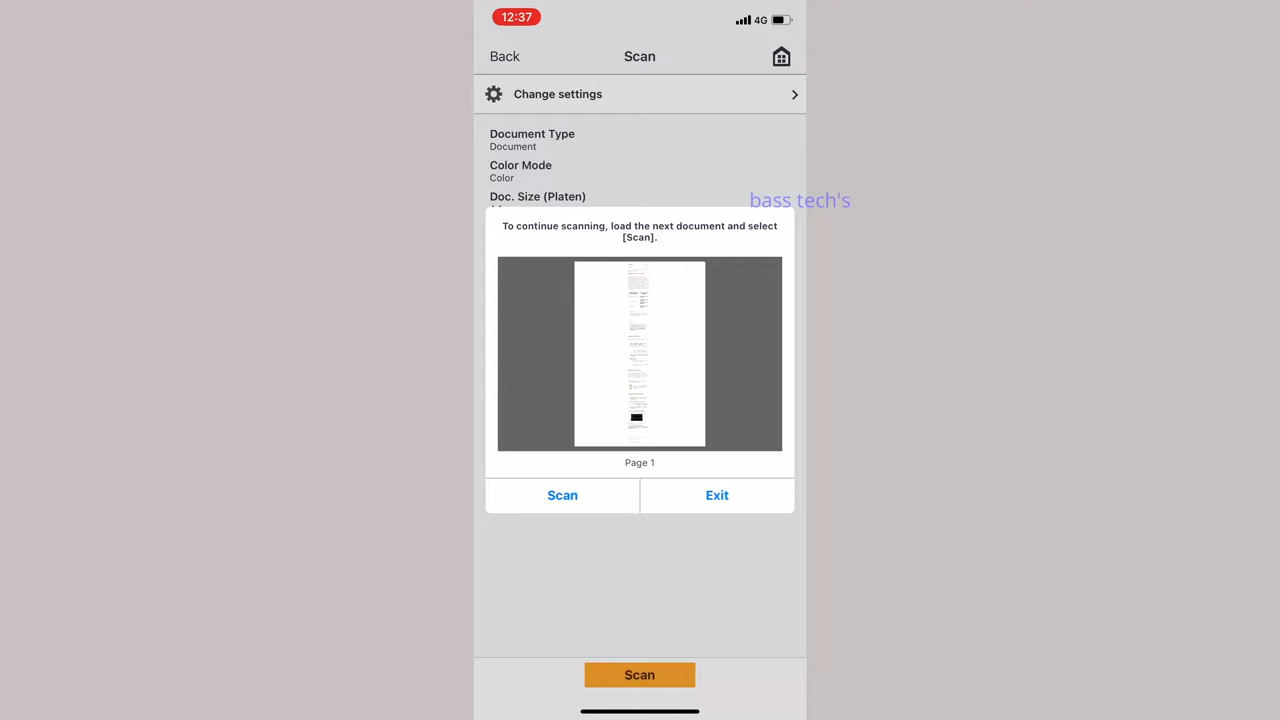 12:37
4G
Back
Scan
Change settings
Document Type
Document
Color Mode
Color
Doc. Size (Platen)
bass tech's
To continue scanning, load the next document and select
[Scan].
Page 1
Scan
Exit
Scan